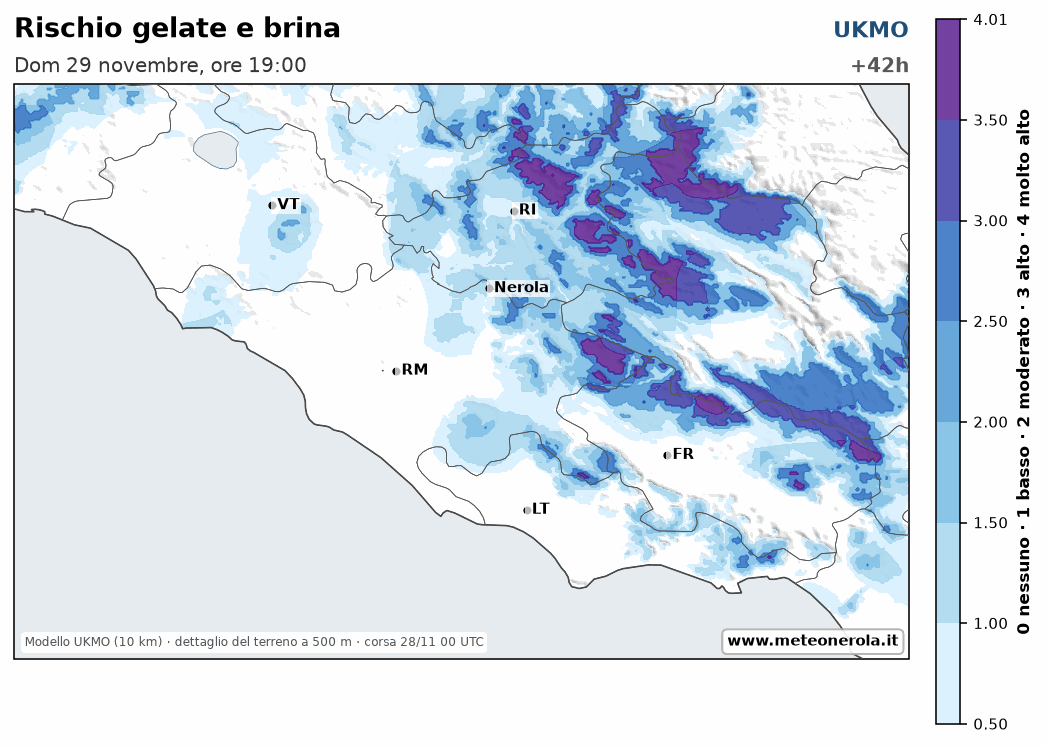 Rischio gelate e brina
UKMO
Dom 29 novembre, ore 19:00
+42h
VT
RI
Nerola
RM
FR
LT
Modello UKMO (10 km) · dettaglio del terreno a 500 m · corsa 28/11 00 UTC
www.meteonerola.it
4.01
3.50
3.00
2.50
2.00
1.50
1.00
0.50
0 nessuno · 1 basso · 2 moderato · 3 alto · 4 molto alto